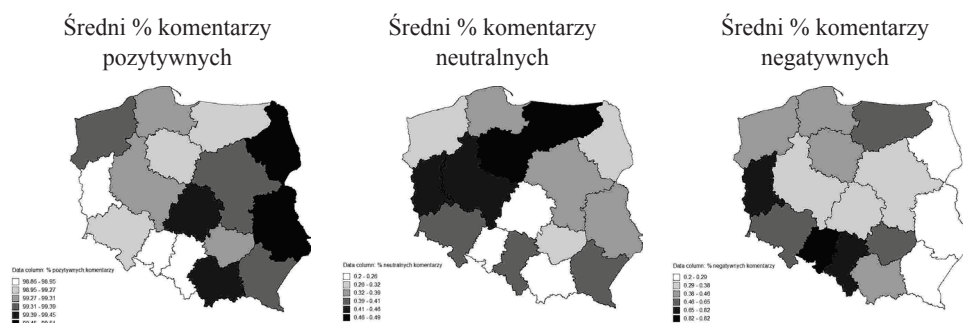 Średni % komentarzy
pozytywnych
Średni % komentarzy
neutralnych
Średni % komentarzy
negatywnych
Data column: % pozytywnych komentarzy
98.86 - 98.95
98.95 - 99.27
99.27 - 99.31
99.31 - 99.39
99.39 - 99.45
Data column: % neutralnych komentarzy
0.2 - 0.26
0.26 - 0.32
0.32 - 0.39
0.39 - 0.41
0.41 - 0.46
0.46 - 0.49
Data column: % negatywnych komentarzy
0.2 - 0.29
0.29 - 0.38
0.38 - 0.46
0.46 - 0.65
0.65 - 0.82
0.82 - 0.82